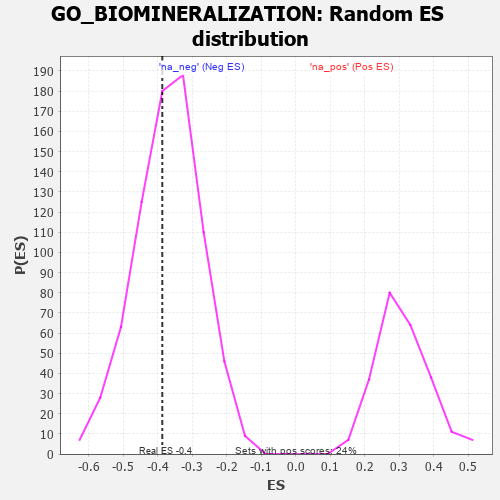 GO_BIOMINERALIZATION: Random ES
distribution
'na_neg' (Neg ES)
'na_pos' (Pos ES)
190
180
170
160
150
140
130
120
110
100
90
80
70
60
50
40
30
20
10
0
P(ES)
Real ES -0.4
Sets with pos scores: 24%
-0.6 -0.5 -0.4 -0.3 -0.2 -0.1 0.0 0.1 0.2 0.3 0.4 0.5
ES